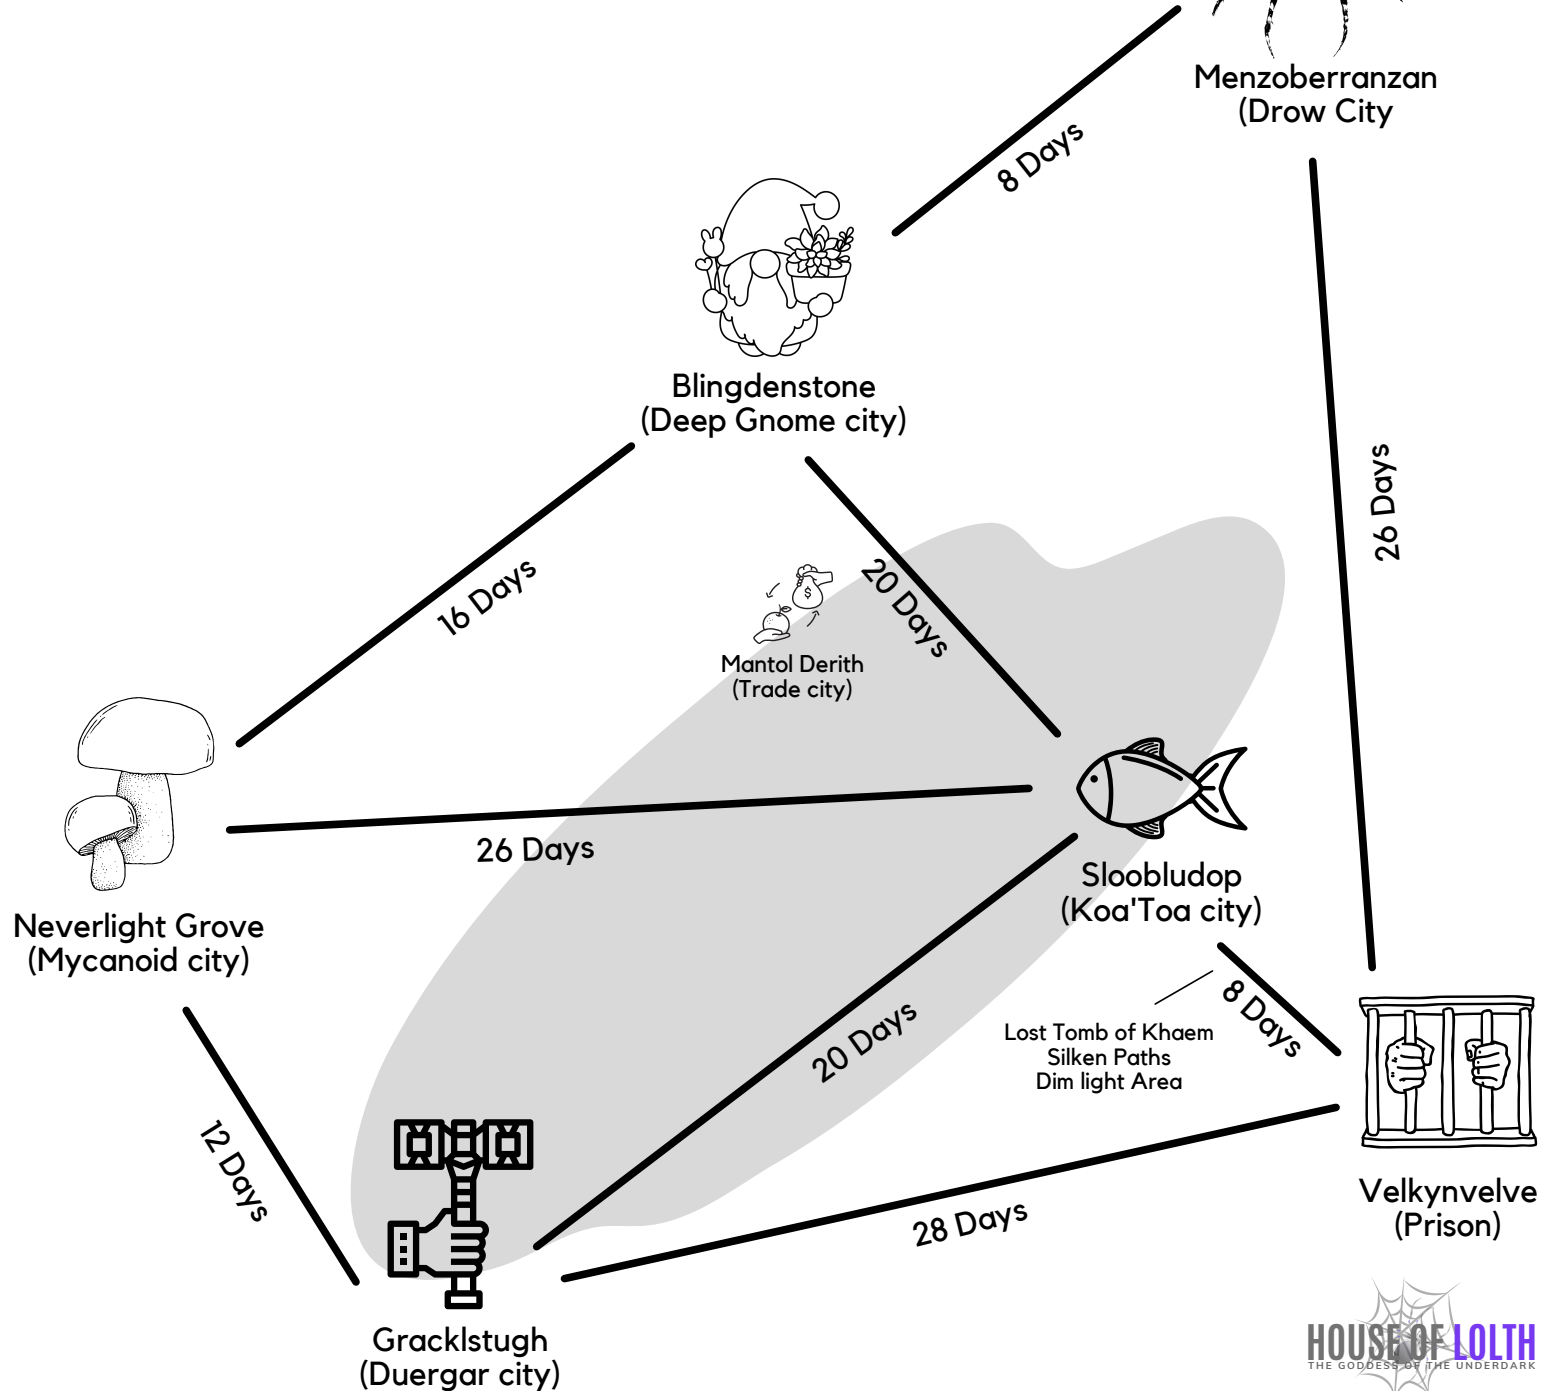 Menzoberranzan
(Drow City
8 Days
Blingdenstone
(Deep Gnome city)
26 Days
16 Days
20 Days
$
Mantol Derith
(Trade city)
26 Days
Sloobludop
(Koa'Toa city)
Neverlight Grove
(Mycanoid city)
8 Days
Lost Tomb of Khaem
Silken Paths
Dim light Area
20 Days
12 Days
28 Days
Velkynvelve
(Prison)
Gracklstugh
(Duergar city)
HOUSE OF LOLTH
THE GODDESS OF THE UNDERDARK